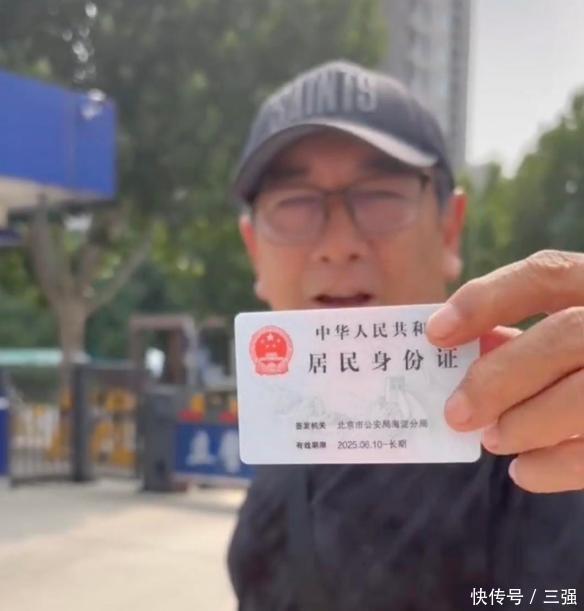 中华人民共和
居民身份证
签发机关 北京市公安局海淀分局
有效期限 2025.06.10-长期
快传号 / 三强